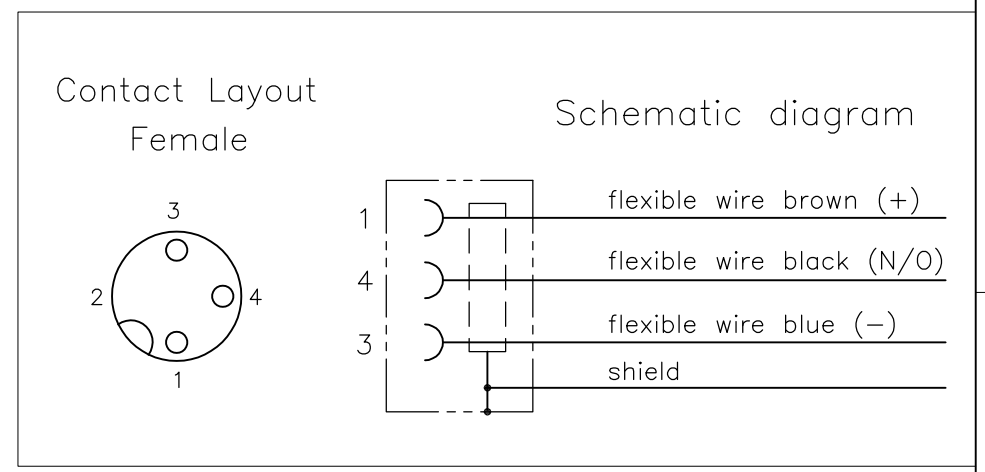 Contact Layout
Female
3
2
4
1
Schematic diagram
1
flexible wire brown (+)
4
flexible wire black (N/O)
3
flexible wire blue (-)
shield